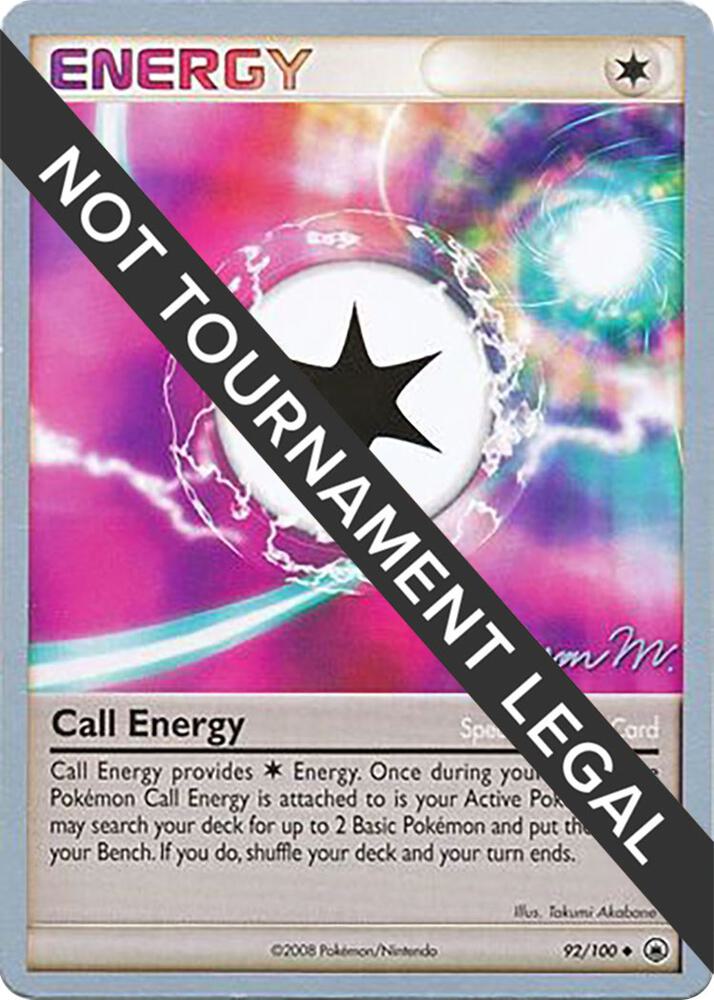 ENERGY
NOT TOURNAMENT LEGAL
m M.
Call Energy
Card
Call Energy provides ✶ Energy. Once during your
Pokémon Call Energy is attached to is your Active
may search your deck for up to 2 Basic Pokémon and put
your Bench. If you do, shuffle your deck and your turn ends.
Illus. Takumi Akabane
©2008 Pokémon/Nintendo
92/100 ◆